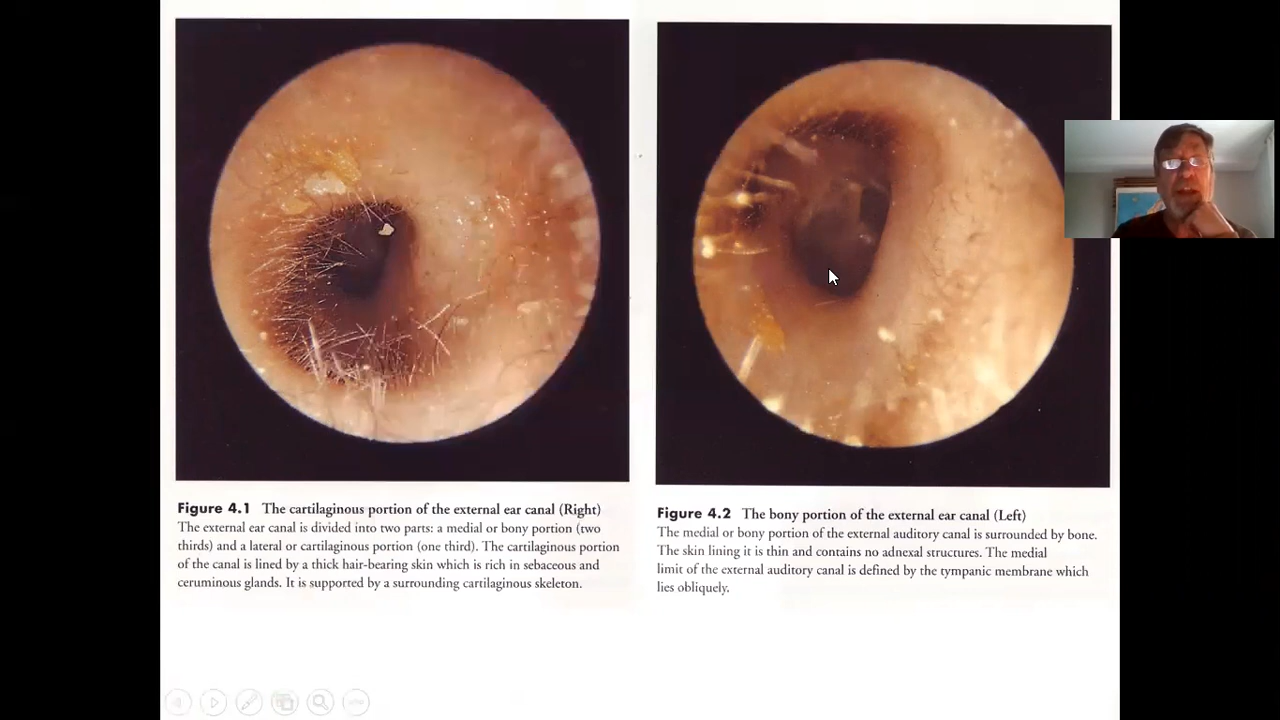 Figure 4.1 The cartilaginous portion of the external ear canal (Right)
The external ear canal is divided into two parts: a medial or bony portion (two
thirds) and a lateral or cartilaginous portion (one third). The cartilaginous portion
of the canal is lined by a thick hair-bearing skin which is rich in sebaceous and
ceruminous glands. It is supported by a surrounding cartilaginous skeleton.
Figure 4.2 The bony portion of the external ear canal (Left)
The medial or bony portion of the external auditory canal is surrounded by bone.
The skin lining it is thin and contains no adnexal structures. The medial
limit of the external auditory canal is defined by the tympanic membrane which
lies obliquely.